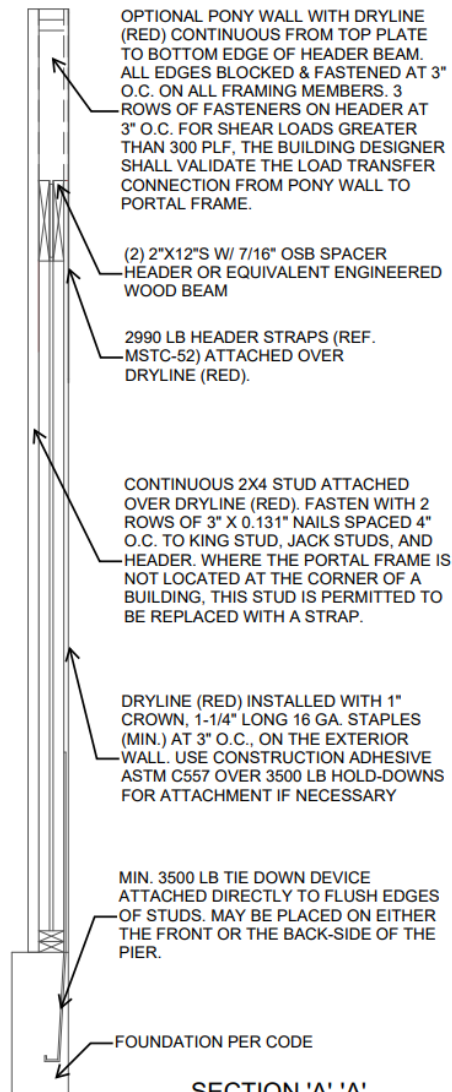 OPTIONAL PONY WALL WITH DRYLINE
(RED) CONTINUOUS FROM TOP PLATE
TO BOTTOM EDGE OF HEADER BEAM.
ALL EDGES BLOCKED & FASTENED AT 3"
O.C. ON ALL FRAMING MEMBERS. 3
ROWS OF FASTENERS ON HEADER AT
3" O.C. FOR SHEAR LOADS GREATER
THAN 300 PLF, THE BUILDING DESIGNER
SHALL VALIDATE THE LOAD TRANSFER
CONNECTION FROM PONY WALL TO
PORTAL FRAME.
(2) 2"X12"S W/ 7/16" OSB SPACER
HEADER OR EQUIVALENT ENGINEERED
WOOD BEAM
2990 LB HEADER STRAPS (REF.
MSTC-52) ATTACHED OVER
DRYLINE (RED).
CONTINUOUS 2X4 STUD ATTACHED
OVER DRYLINE (RED). FASTEN WITH 2
ROWS OF 3" X 0.131" NAILS SPACED 4"
O.C. TO KING STUD, JACK STUDS, AND
HEADER. WHERE THE PORTAL FRAME IS
NOT LOCATED AT THE CORNER OF A
BUILDING, THIS STUD IS PERMITTED TO
BE REPLACED WITH A STRAP.
DRYLINE (RED) INSTALLED WITH 1"
CROWN, 1-1/4" LONG 16 GA. STAPLES
(MIN.) AT 3" O.C., ON THE EXTERIOR
WALL. USE CONSTRUCTION ADHESIVE
ASTM C557 OVER 3500 LB HOLD-DOWNS
FOR ATTACHMENT IF NECESSARY
MIN. 3500 LB TIE DOWN DEVICE
ATTACHED DIRECTLY TO FLUSH EDGES
OF STUDS. MAY BE PLACED ON EITHER
THE FRONT OR THE BACK-SIDE OF THE
PIER.
FOUNDATION PER CODE
SECTION 'A'-'A'